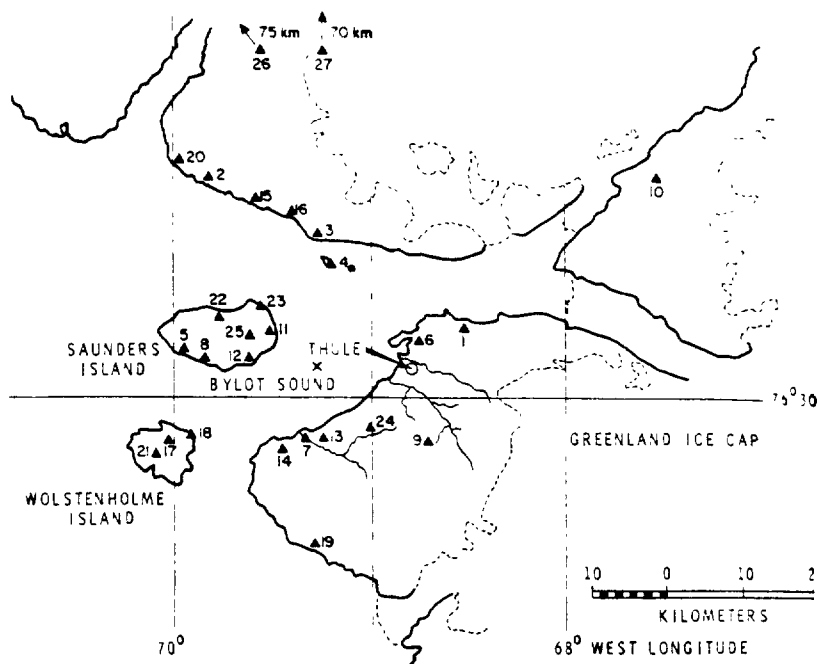 75 km
70 km
26
27
20
2
10
15
16
3
4
22
23
25
11
5
8
12
6
1
THULE
SAUNDERS
ISLAND
BYLOT SOUND
76° 30
18
17
21
24
7
13
14
9
GREENLAND ICE CAP
WOLSTENHOLME
ISLAND
19
10 0 10 2
KILOMETERS
70° 68° WEST LONGITUDE